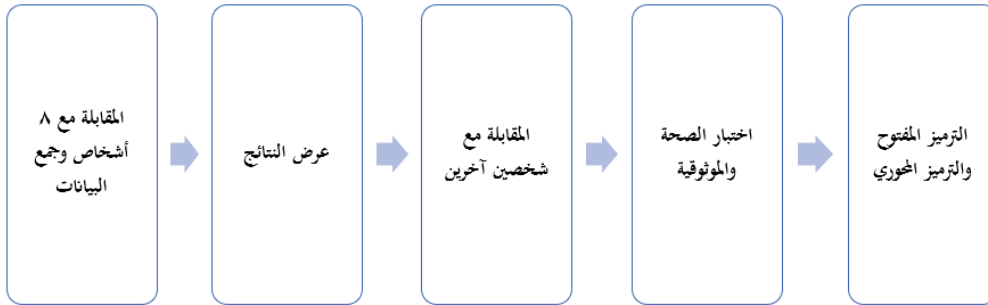 المقابلة مع ٨
أشخاص وجمع
البيانات
عرض النتائج
المقابلة مع
شخصين آخرين
اختبار الصحة
والموثوقية
الترميز المفتوح
والترميز المحوري